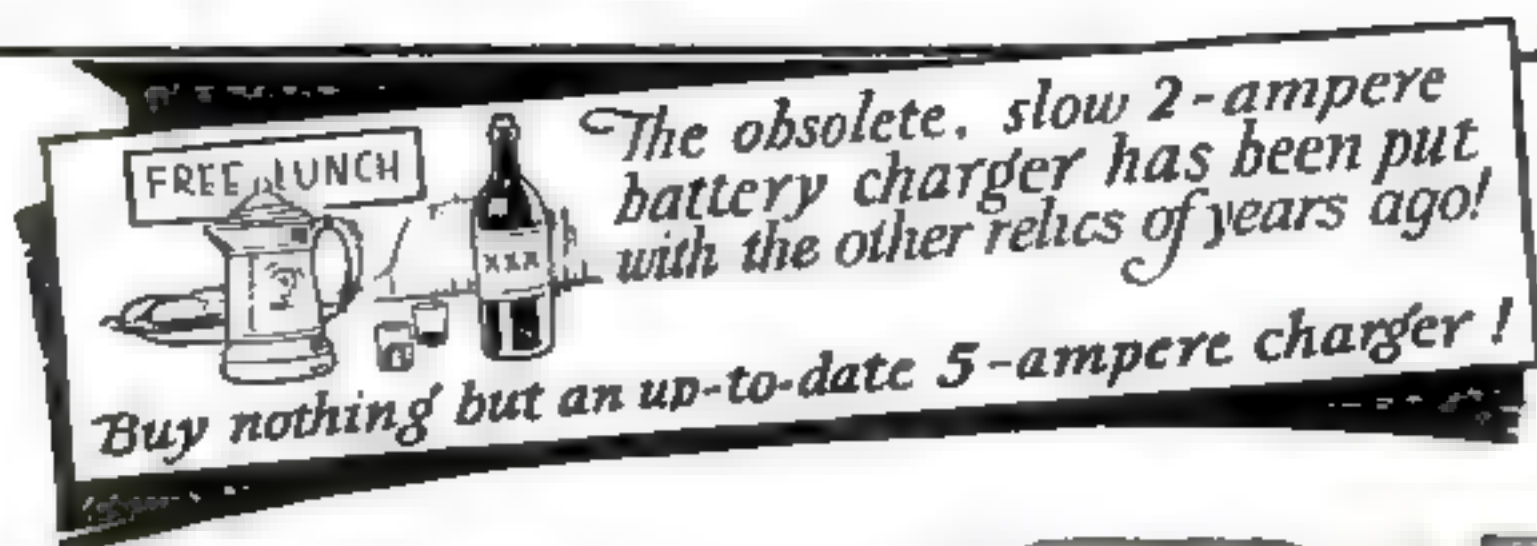 FREE LUNCH
XXX
The obsolete, slow 2-ampere
battery charger has been put
with the other relics of years ago!
Buy nothing but an up-to-date 5-ampere charger!